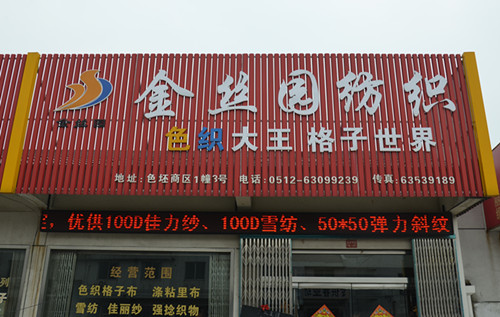 金丝园纺织
色织大王 格子世界
地址:色坯商区1幢3号 电话:0512-63099239 传真:63539189
优供100D佳力纱、100D雪纺、50*50弹力斜纹
经营范围
色织格子布 涤粘里布
雪纺 佳丽纱 强捻织物